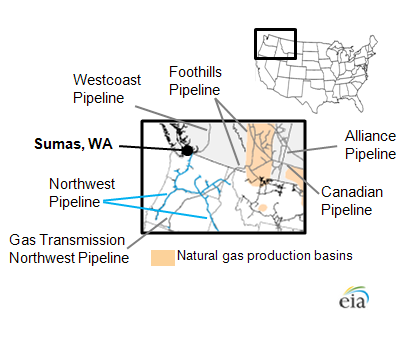 Westcoast
Pipeline
Foothills
Pipeline
Sumas, WA
Alliance
Pipeline
Northwest
Pipeline
Canadian
Pipeline
Gas Transmission
Northwest Pipeline
Natural gas production basins
eia